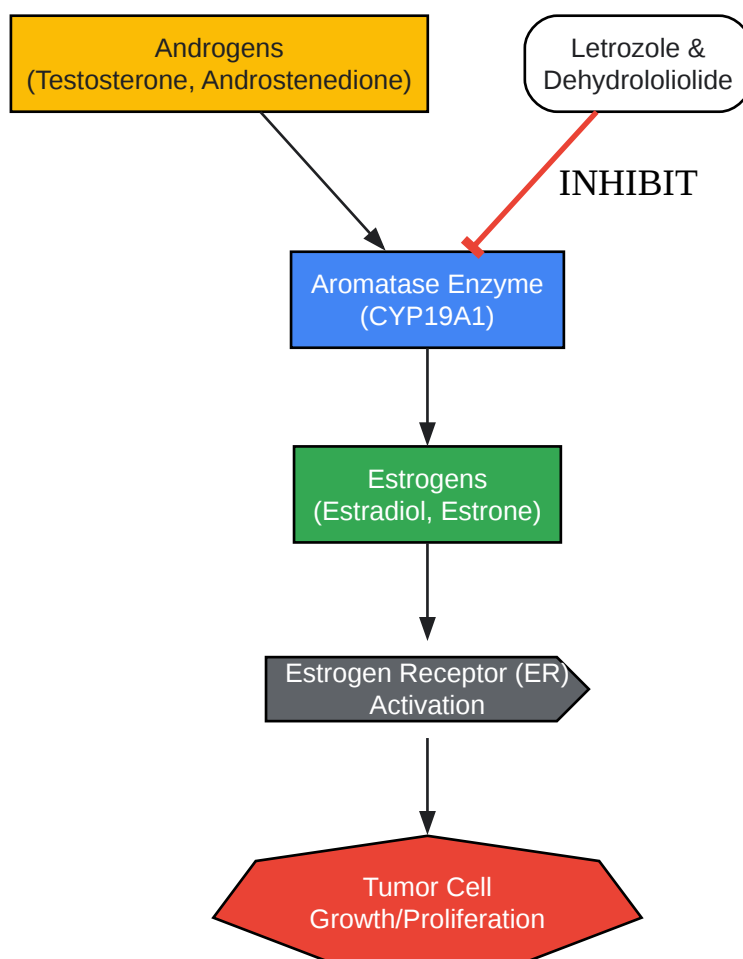 Androgens
(Testosterone, Androstenedione)
Letrozole &
Dehydrololiolide
INHIBIT
Aromatase Enzyme
(CYP19A1)
Estrogens
(Estradiol, Estrone)
Estrogen Receptor (ER)
Activation
Tumor Cell
Growth/Proliferation